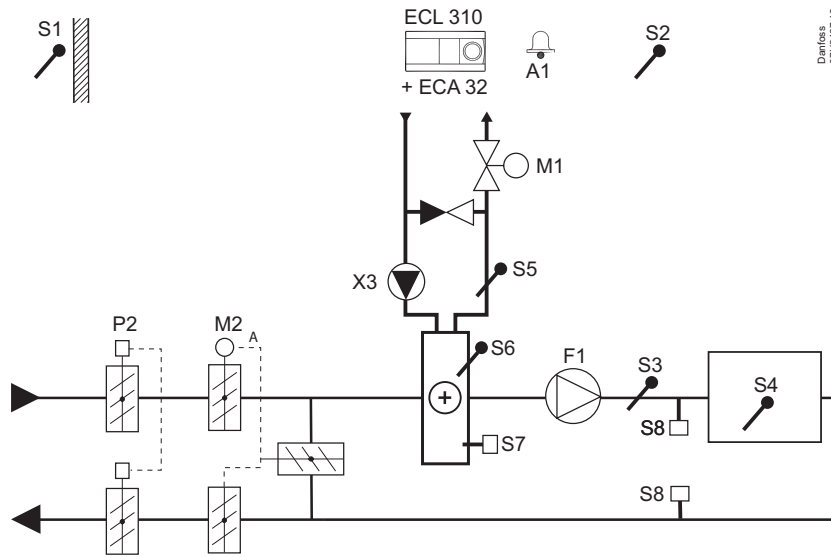 S1
ECL 310
A1
+ ECA 32
S2
Danfoss
M1
S5
X3
P2
M2
A
S6
F1
S3
S4
S8
S7
S8